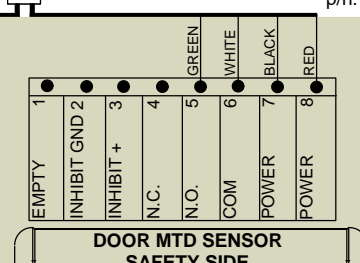 p/n:
GREEN
WHITE
BLACK
RED
1 EMPTY
2 INHIBIT GND
3 INHIBIT +
4 N.C.
5 N.O.
6 COM
7 POWER
8 POWER
DOOR MTD SENSOR
SAFETY SIDE